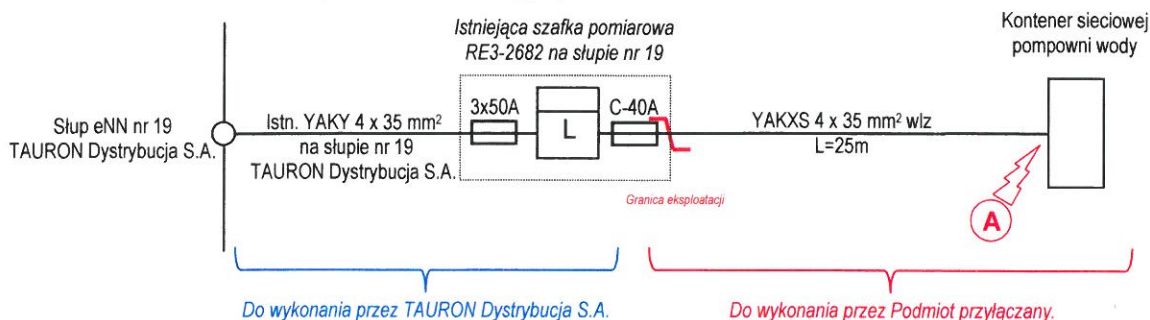 Istniejąca szafka pomiarowa
RE3-2682 na słupie nr 19
Kontener sieciowej
pompowni wody
Słup eNN nr 19
TAURON Dystrybucja S.A.
Istn. YAKY 4 x 35 mm²
na słupie nr 19
TAURON Dystrybucja S.A.
3x50A
L
C-40A
YAKXS 4 x 35 mm² wlz
L=25m
Granica eksploatacji
A
Do wykonania przez TAURON Dystrybucja S.A.
Do wykonania przez Podmiot przyłączany.